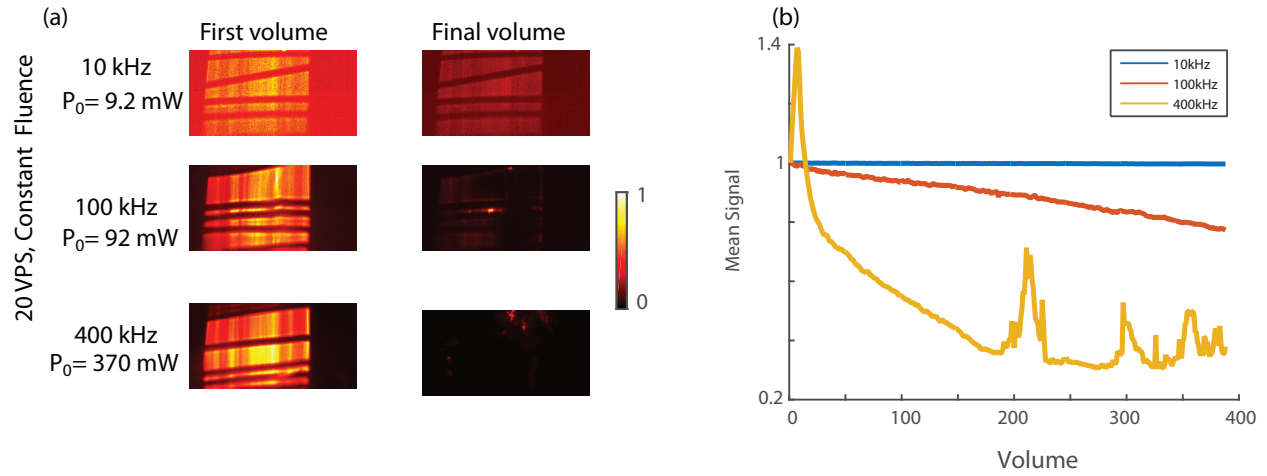 (a)
First volume
Final volume
20 VPS, Constant Fluence
10 kHz
P0= 9.2 mW
100 kHz
P0= 92 mW
400 kHz
P0= 370 mW
1
0
(b)
1.4
1
0.2
Mean Signal
10kHz
100kHz
400kHz
0
100
200
300
400
Volume